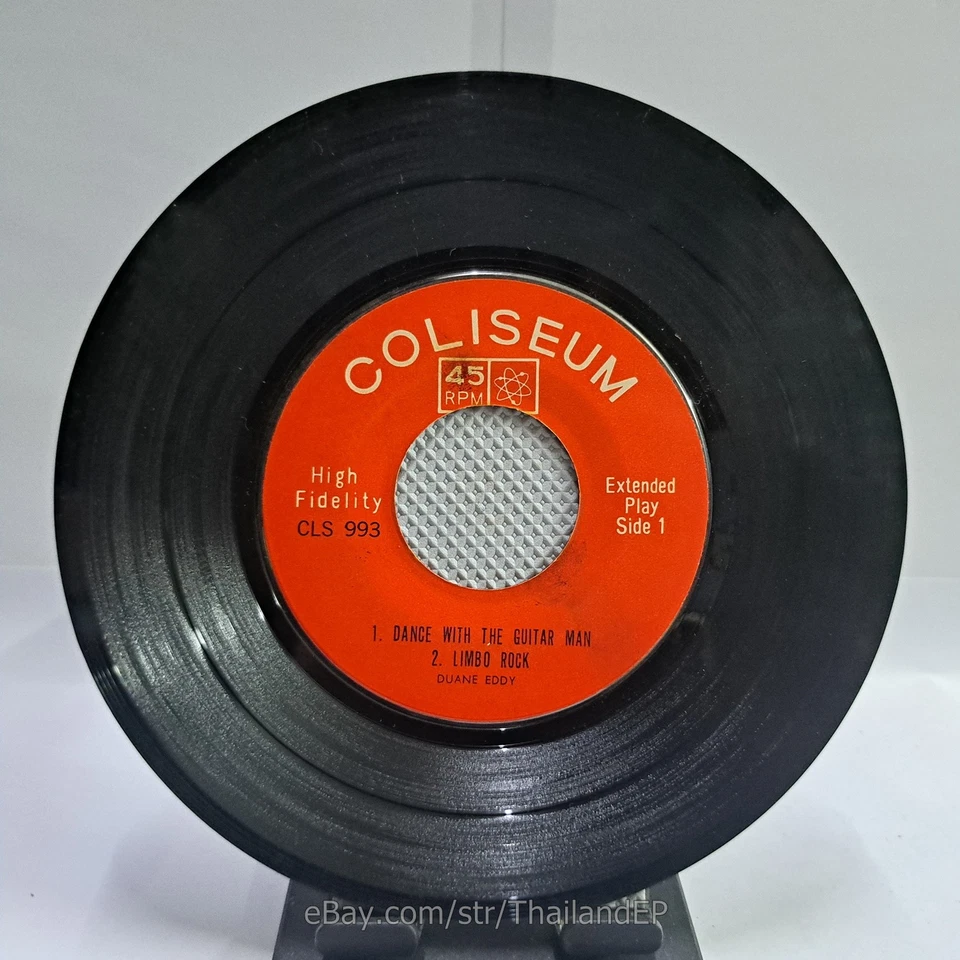 COLISEUM
45
RPM
High
Fidelity
CLS 993
Extended
Play
Side 1
1. DANCE WITH THE GUITAR MAN
2. LIMBO ROCK
DUANE EDDY
eBay.com/str/ThailandEP